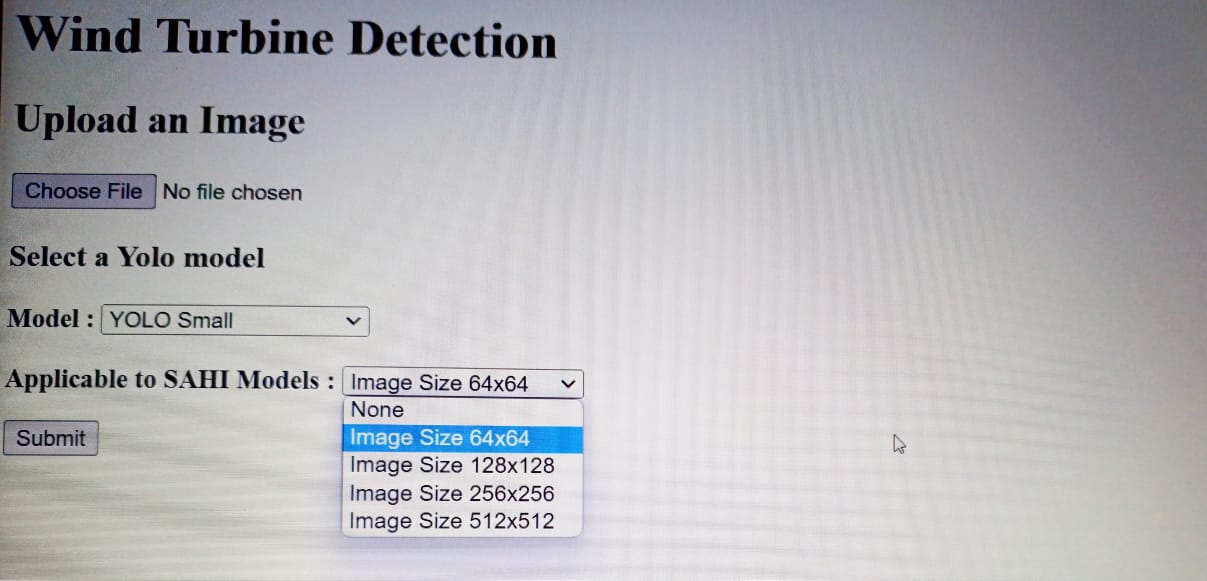 Wind Turbine Detection
Upload an Image
Choose File No file chosen
Select a Yolo model
Model : YOLO Small
Applicable to SAHI Models : Image Size 64x64
None
Image Size 64x64
Submit
Image Size 128x128
Image Size 256x256
Image Size 512x512